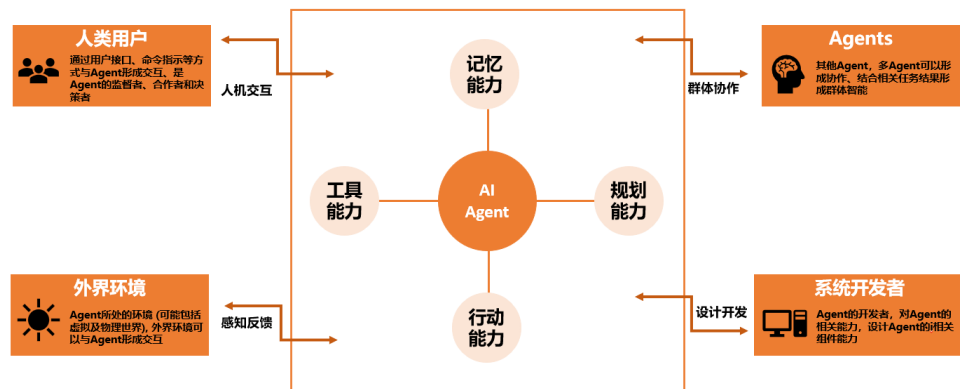 人类用户
通过用户接口、命令指示等方
式与Agent形成交互、是
Agent的监督者、合作者和决
策者
人机交互
记忆
能力
群体协作
Agents
其他Agent，多Agent可以形
成协作、结合相关任务结果形
成群体智能
工具
能力
AI
Agent
规划
能力
外界环境
Agent所处的环境 (可能包括
虚拟及物理世界), 外界环境可
以与Agent形成交互
感知反馈
行动
能力
设计开发
系统开发者
Agent的开发者，对Agent的
相关能力，设计Agent的i相关
组件能力